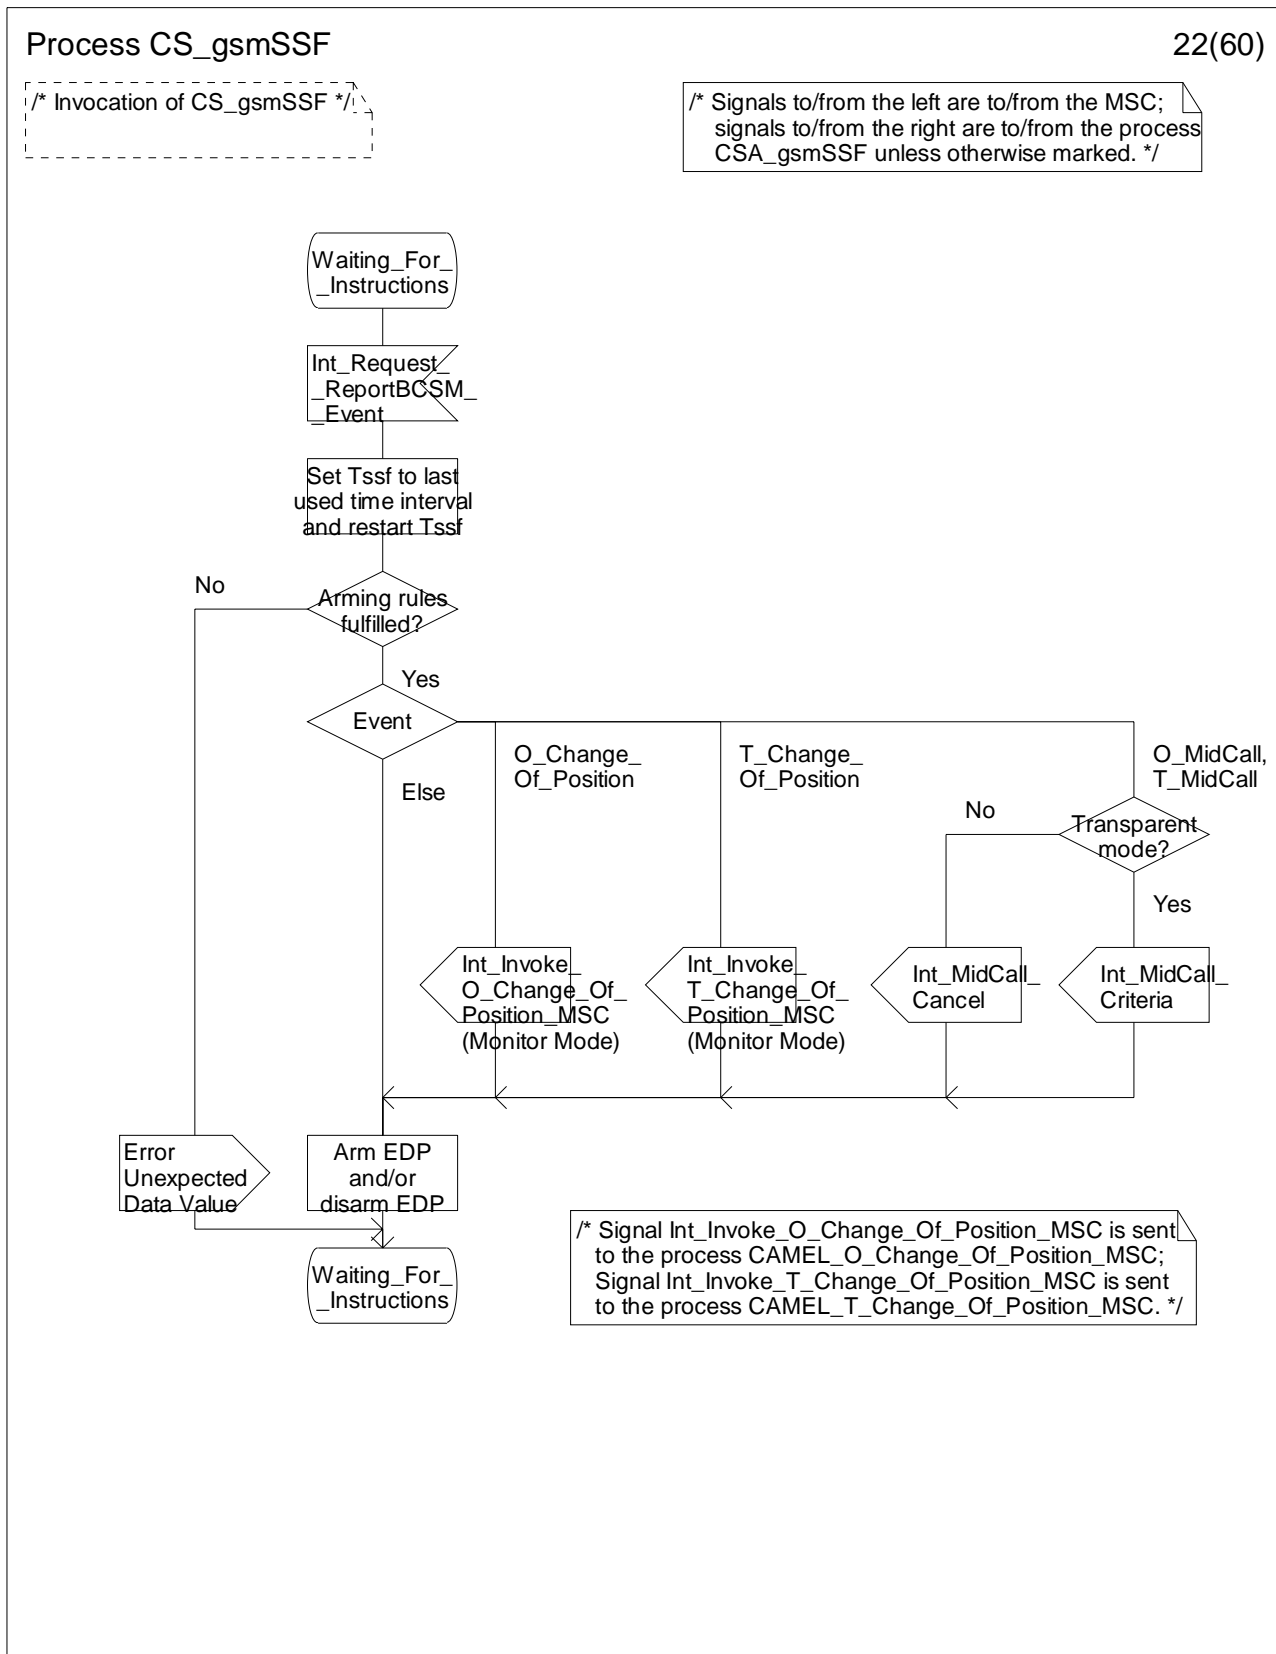 Process CS_gsmSSF
22(60)
/* Invocation of CS_gsmSSF */
/* Signals to/from the left are to/from the MSC;
signals to/from the right are to/from the process
CSA_gsmSSF unless otherwise marked. */
Waiting_For_
_Instructions
Int_Request_
_ReportBCSM_
_Event
Set Tssf to last
used time interval
and restart Tssf
No
Arming rules
fulfilled?
Yes
Event
O_Change_
Of_Position
T_Change_
Of_Position
O_MidCall,
T_MidCall
Else
No
Transparent
mode?
Yes
Int_Invoke_
O_Change_Of_
Position_MSC
(Monitor Mode)
Int_Invoke_
T_Change_Of_
Position_MSC
(Monitor Mode)
Int_MidCall_
Cancel
Int_MidCall_
Criteria
Error
Unexpected
Data Value
Arm EDP
and/or
disarm EDP
/* Signal Int_Invoke_O_Change_Of_Position_MSC is sent
to the process CAMEL_O_Change_Of_Position_MSC;
Signal Int_Invoke_T_Change_Of_Position_MSC is sent
to the process CAMEL_T_Change_Of_Position_MSC. */
Waiting_For_
_Instructions